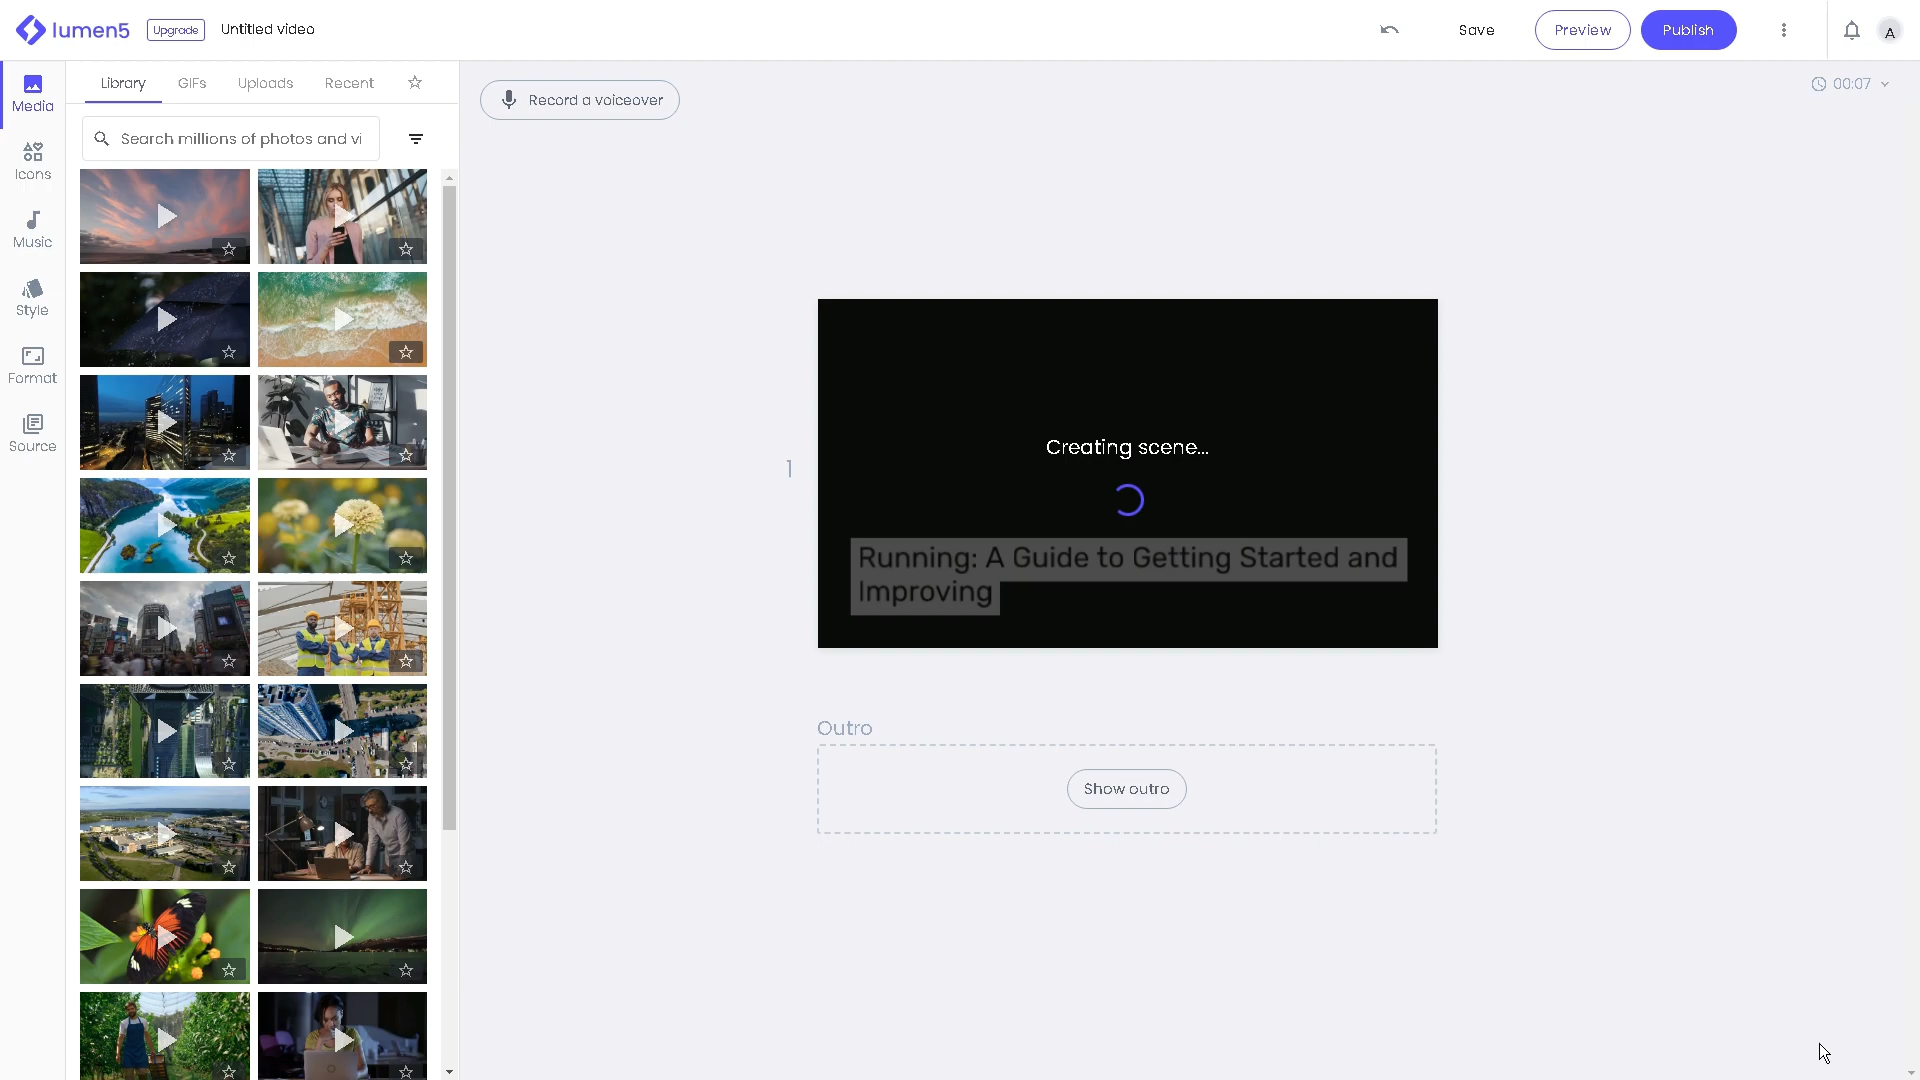 lumen5
Upgrade
Untitled video
Save
Preview
Publish
A
Media
Icons
Music
Style
Format
Source
Library
GIFs
Uploads
Recent
Search millions of photos and vi
Record a voiceover
00:07
1
Creating scene...
Running: A Guide to Getting Started and
Improving
Outro
Show outro